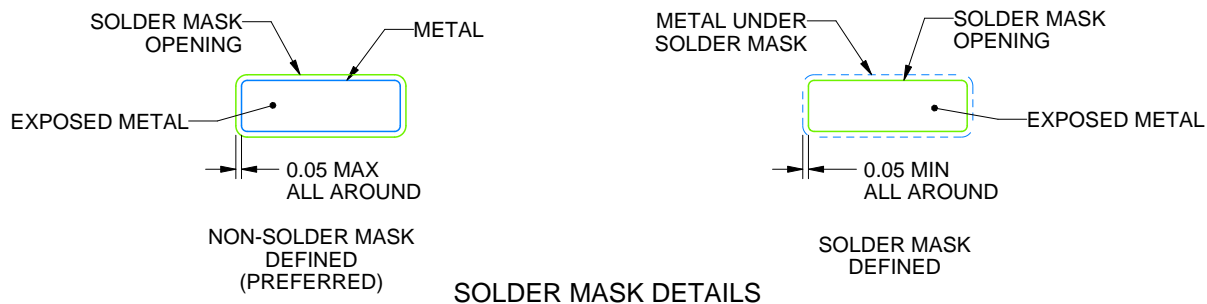 SOLDER MASK
OPENING
METAL
EXPOSED METAL
0.05 MAX
ALL AROUND
NON-SOLDER MASK
DEFINED
(PREFERRED)
METAL UNDER
SOLDER MASK
SOLDER MASK
OPENING
EXPOSED METAL
0.05 MIN
ALL AROUND
SOLDER MASK
DEFINED
SOLDER MASK DETAILS